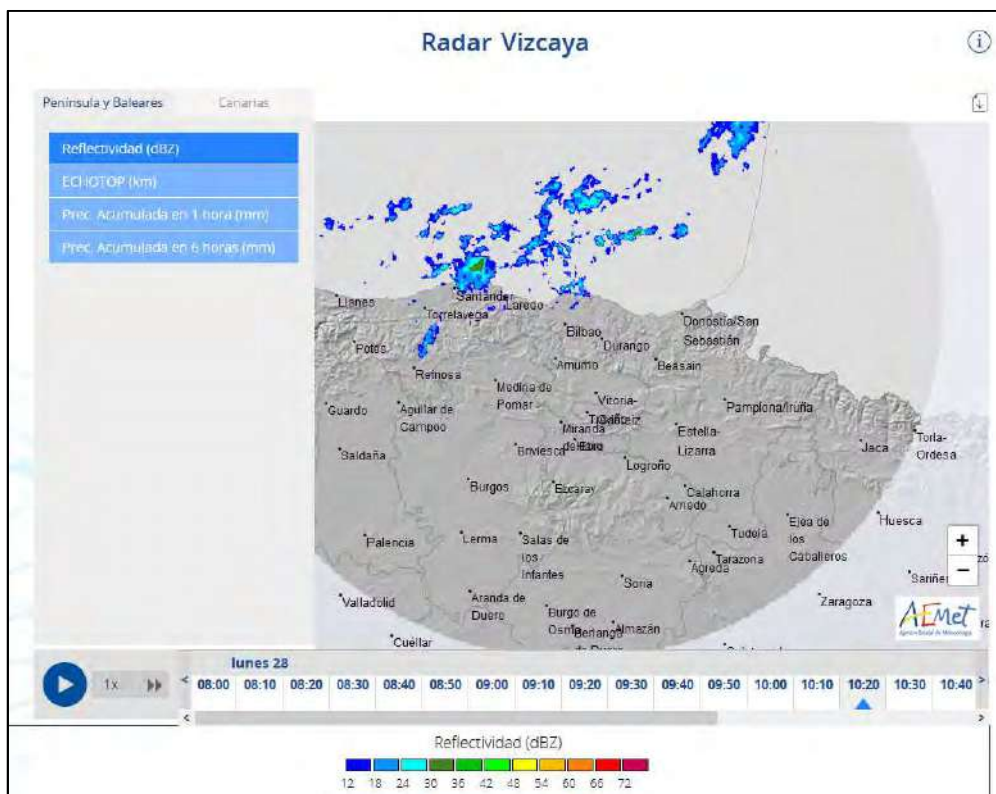 Radar Vizcaya
Península y Baleares
Canarias
Reflectividad (dBZ)
ECHOTOP (km)
Prec. Acumulada en 1 hora (mm)
Prec. Acumulada en 6 horas (mm)
Llanes
Santander
Torrelavega
Laredo
Potes
Bilbao
Durango
Donostia/San
Sebastián
Reinosa
Amurrio
Beasain
Medina de
Pomar
Guardo
Aguilar de
Campoo
Vitoria-
Pamplona/Iruña
Miranda
Estella-
Lizarra
Saldaña
Briviesca
Logroño
Jaca
Torla-
Ordesa
Burgos
Ezcaray
Calahorra
Arnedo
Palencia
Lerma
Salas de
los
Infantes
Tudela
Tarazona
Ejea de
los
Caballeros
Huesca
Ágreda
Soria
Valladolid
Aranda de
Duero
Burgo de
Almazán
Zaragoza
Cuéllar
+
−
AEmet
lunes 28
1x
08:00 08:10 08:20 08:30 08:40 08:50 09:00 09:10 09:20 09:30 09:40 09:50 10:00 10:10 10:20 10:30 10:40
Reflectividad (dBZ)
12 18 24 30 36 42 48 54 60 66 72